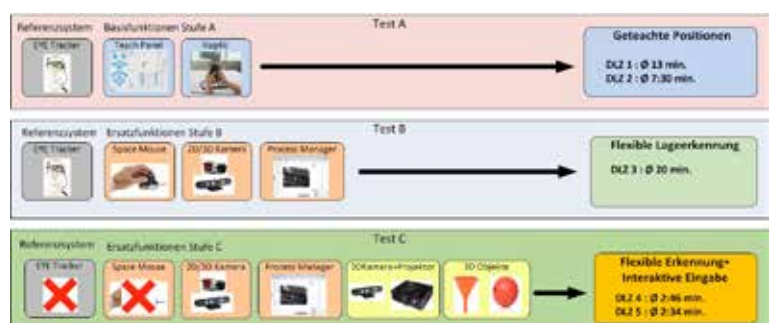 Test A
Referenzsystem Basisfunktionen Stufe A
EYE Tracker
Teach Panel
Haptic
Geteachte Positionen
DLZ 1 : Ø 13 min.
DLZ 2 : Ø 7:30 min.
Test B
Referenzsystem Ersatzfunktionen Stufe B
EYE Tracker
Space Mouse
2D/3D Kamera
Process Manager
Flexible Lageerkennung
DLZ 3 : Ø 20 min.
Test C
Referenzsystem Ersatzfunktionen Stufe C
EYE Tracker
Space Mouse
2D/3D Kamera
Process Manager
3DKamera+Projektor
3D Objekte
Flexible Erkennung+
Interaktive Eingabe
DLZ 4 : Ø 2:46 min.
DLZ 5 : Ø 2:34 min.